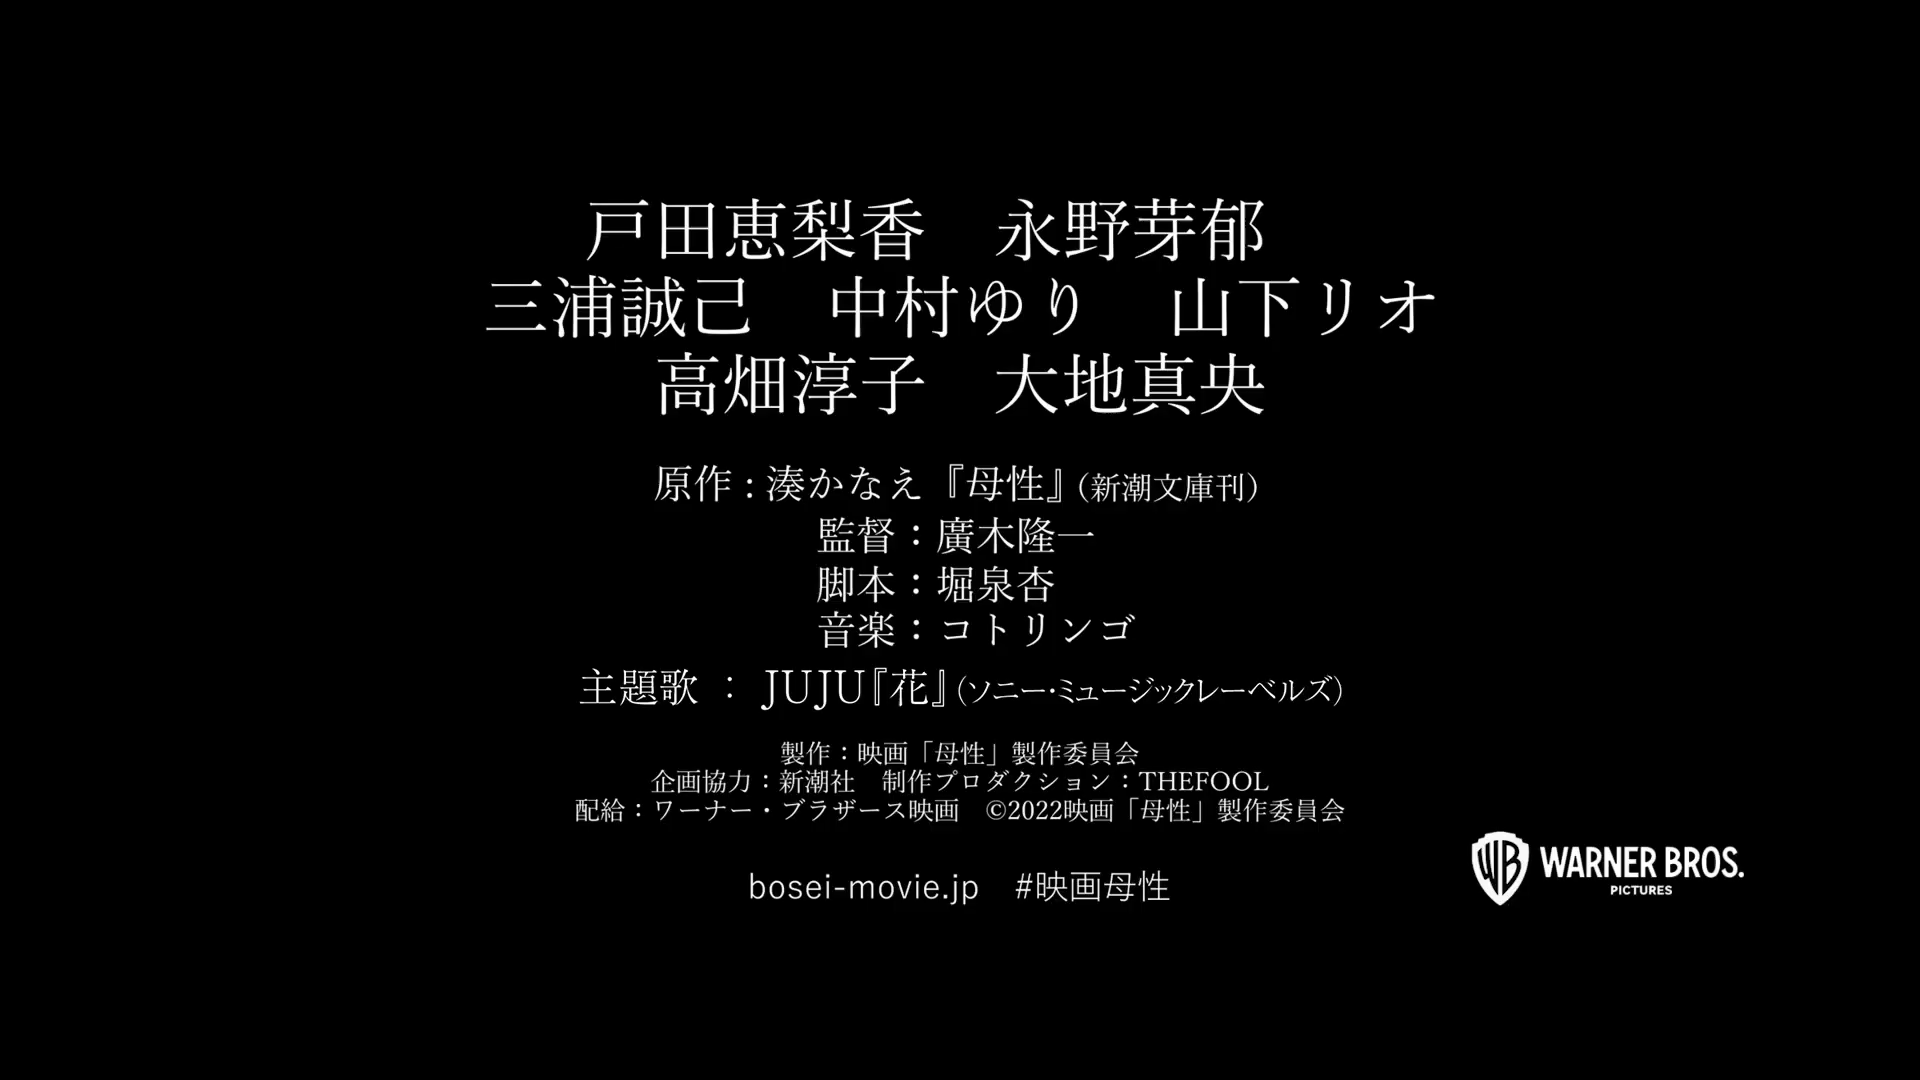 戸田恵梨香　永野芽郁
三浦誠己　中村ゆり　山下リオ
高畑淳子　大地真央
原作：湊かなえ『母性』（新潮文庫刊）
監督：廣木隆一
脚本：堀泉杏
音楽：コトリンゴ
主題歌 ： JUJU『花』（ソニー・ミュージックレーベルズ）
製作：映画「母性」製作委員会
企画協力：新潮社　制作プロダクション：THEFOOL
配給：ワーナー・ブラザース映画　©2022映画「母性」製作委員会
WB WARNER BROS.
PICTURES
bosei-movie.jp　#映画母性